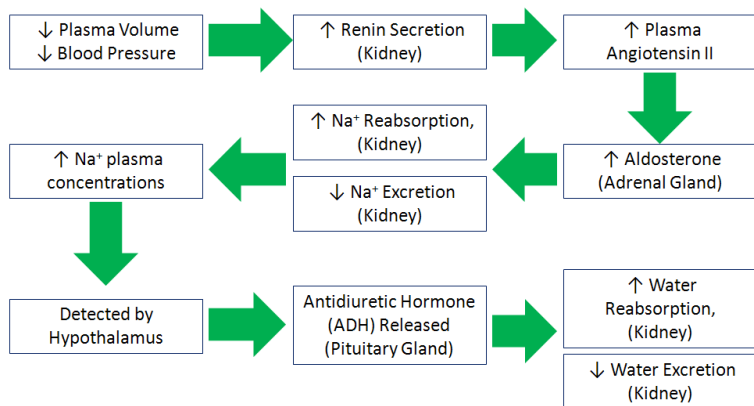 ↓ Plasma Volume
↓ Blood Pressure
↑ Renin Secretion
(Kidney)
↑ Plasma
Angiotensin II
↑ Aldosterone
(Adrenal Gland)
↑ Na⁺ Reabsorption,
(Kidney)
↓ Na⁺ Excretion
(Kidney)
↑ Na⁺ plasma
concentrations
Detected by
Hypothalamus
Antidiuretic Hormone
(ADH) Released
(Pituitary Gland)
↑ Water
Reabsorption,
(Kidney)
↓ Water Excretion
(Kidney)